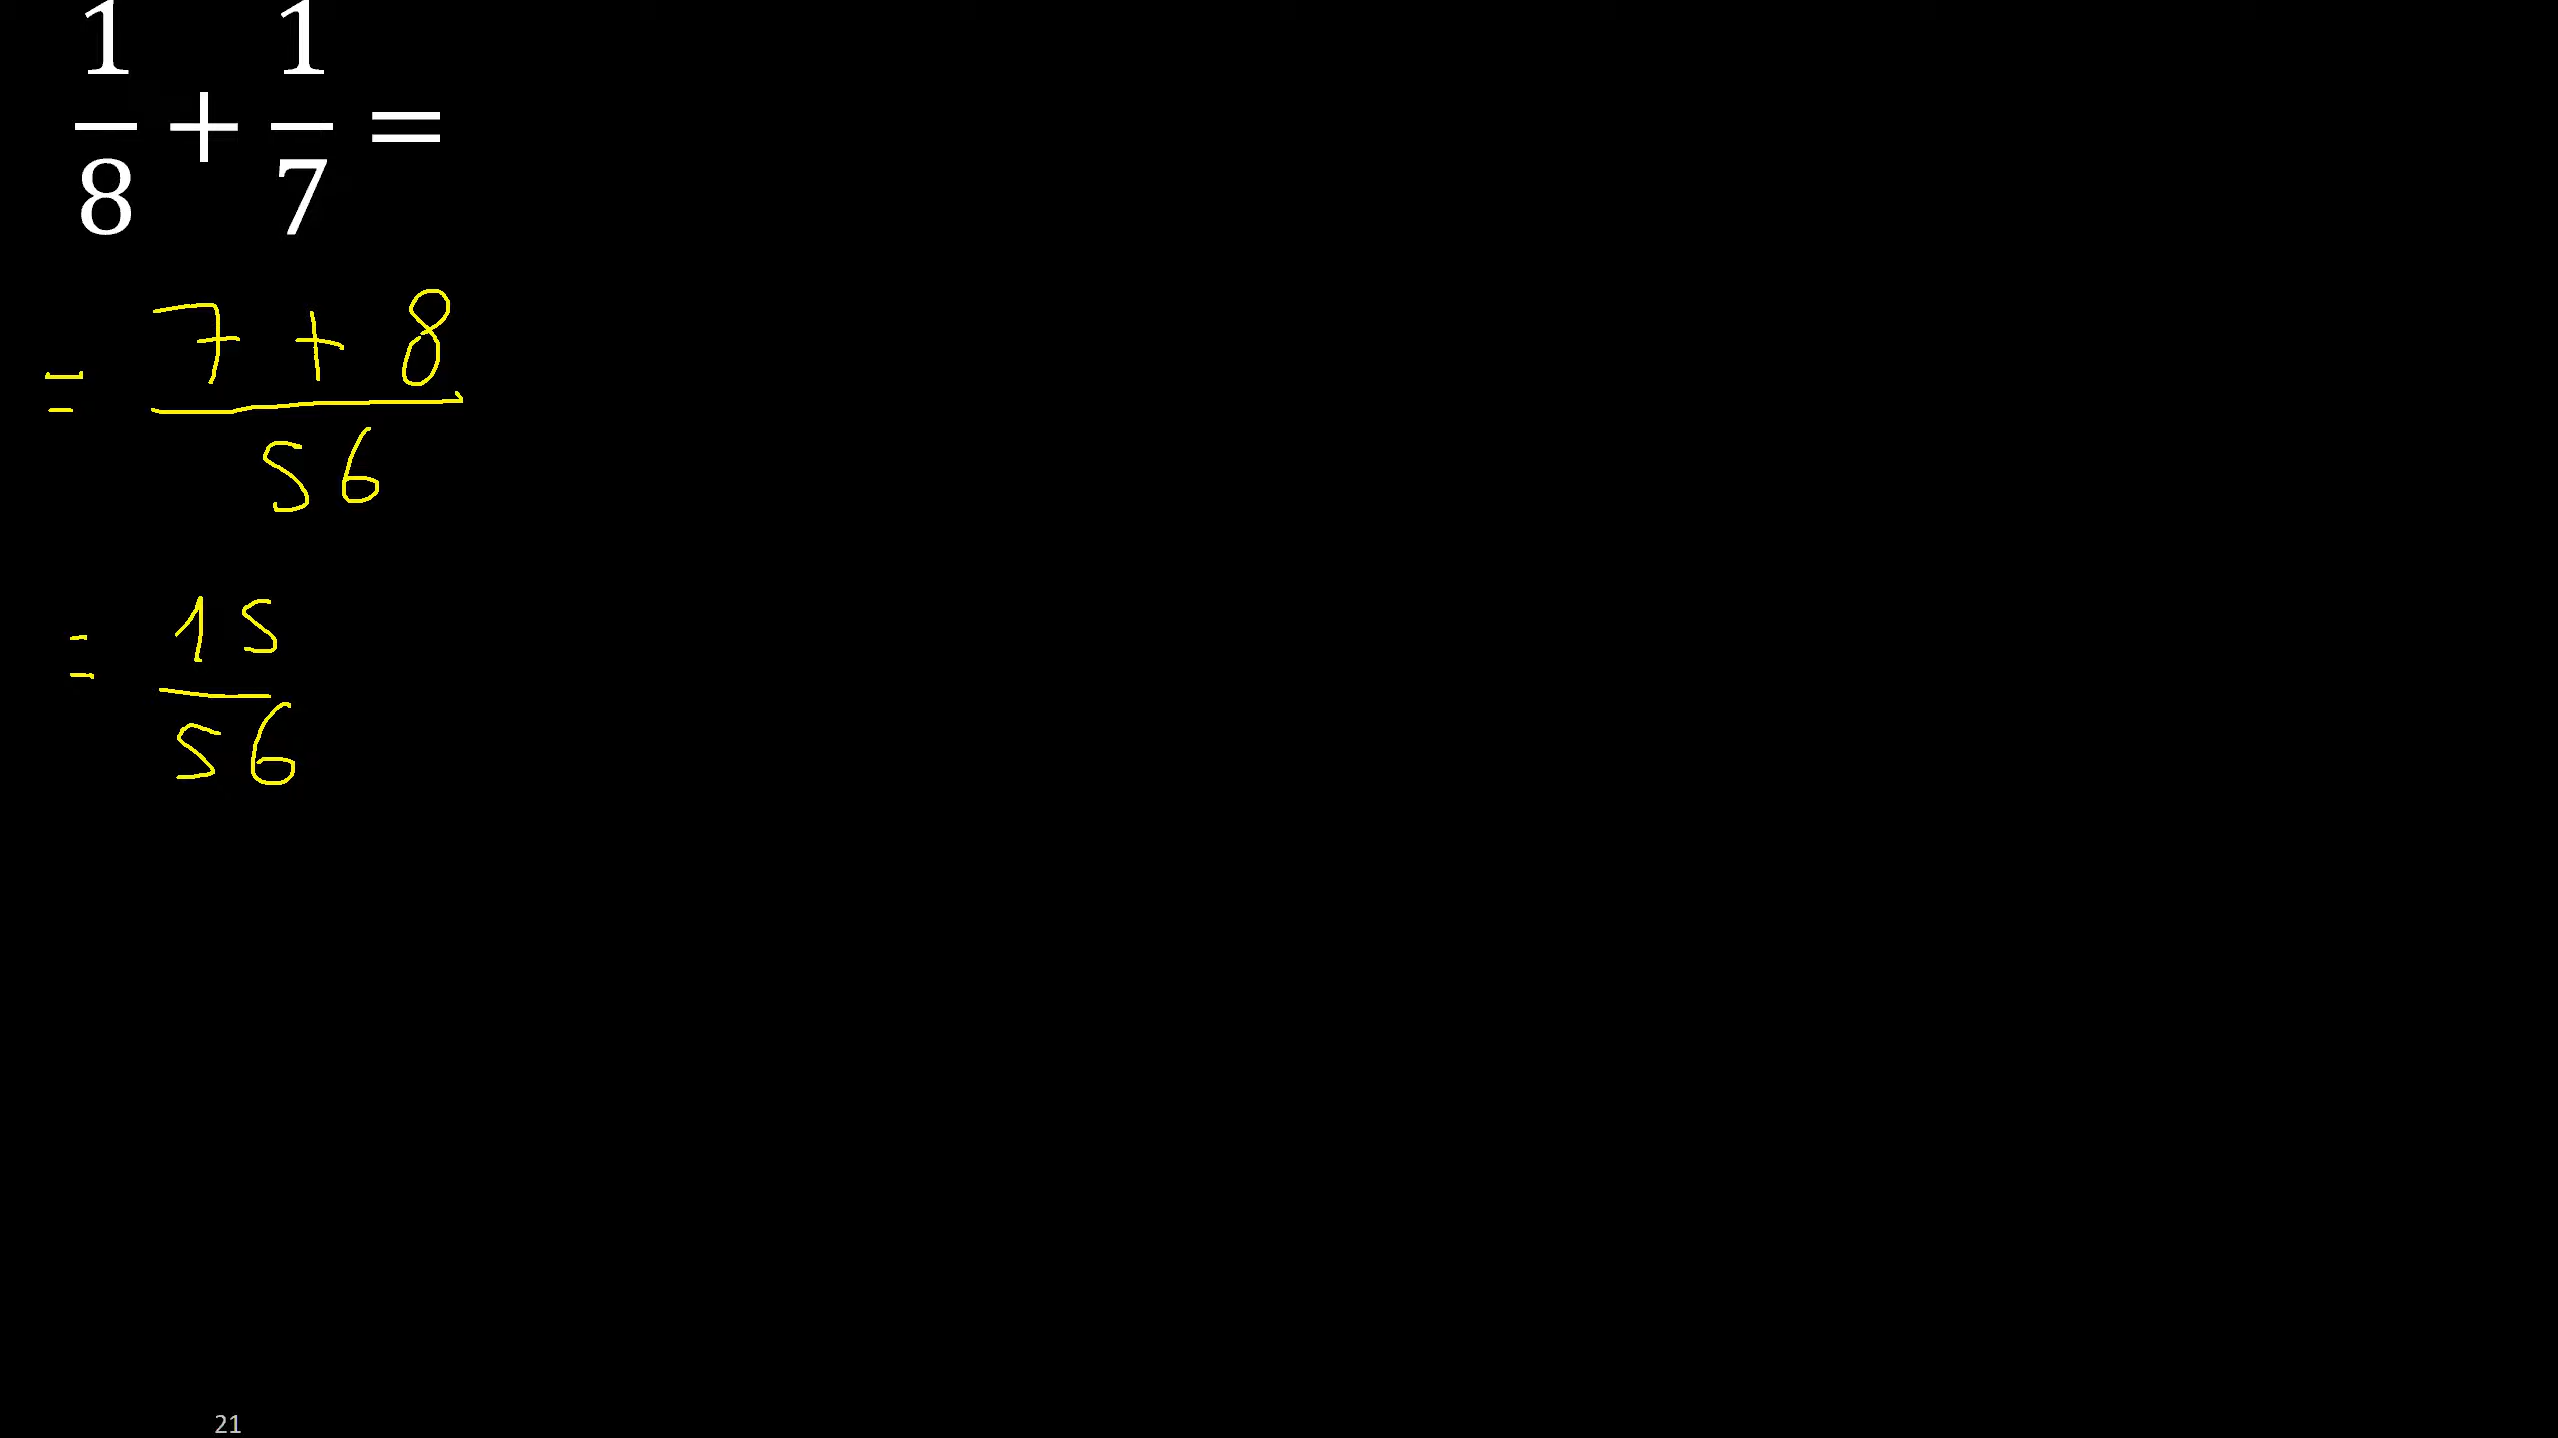 1/8 + 1/7 =
= (7 + 8)/56
= 15/56
21